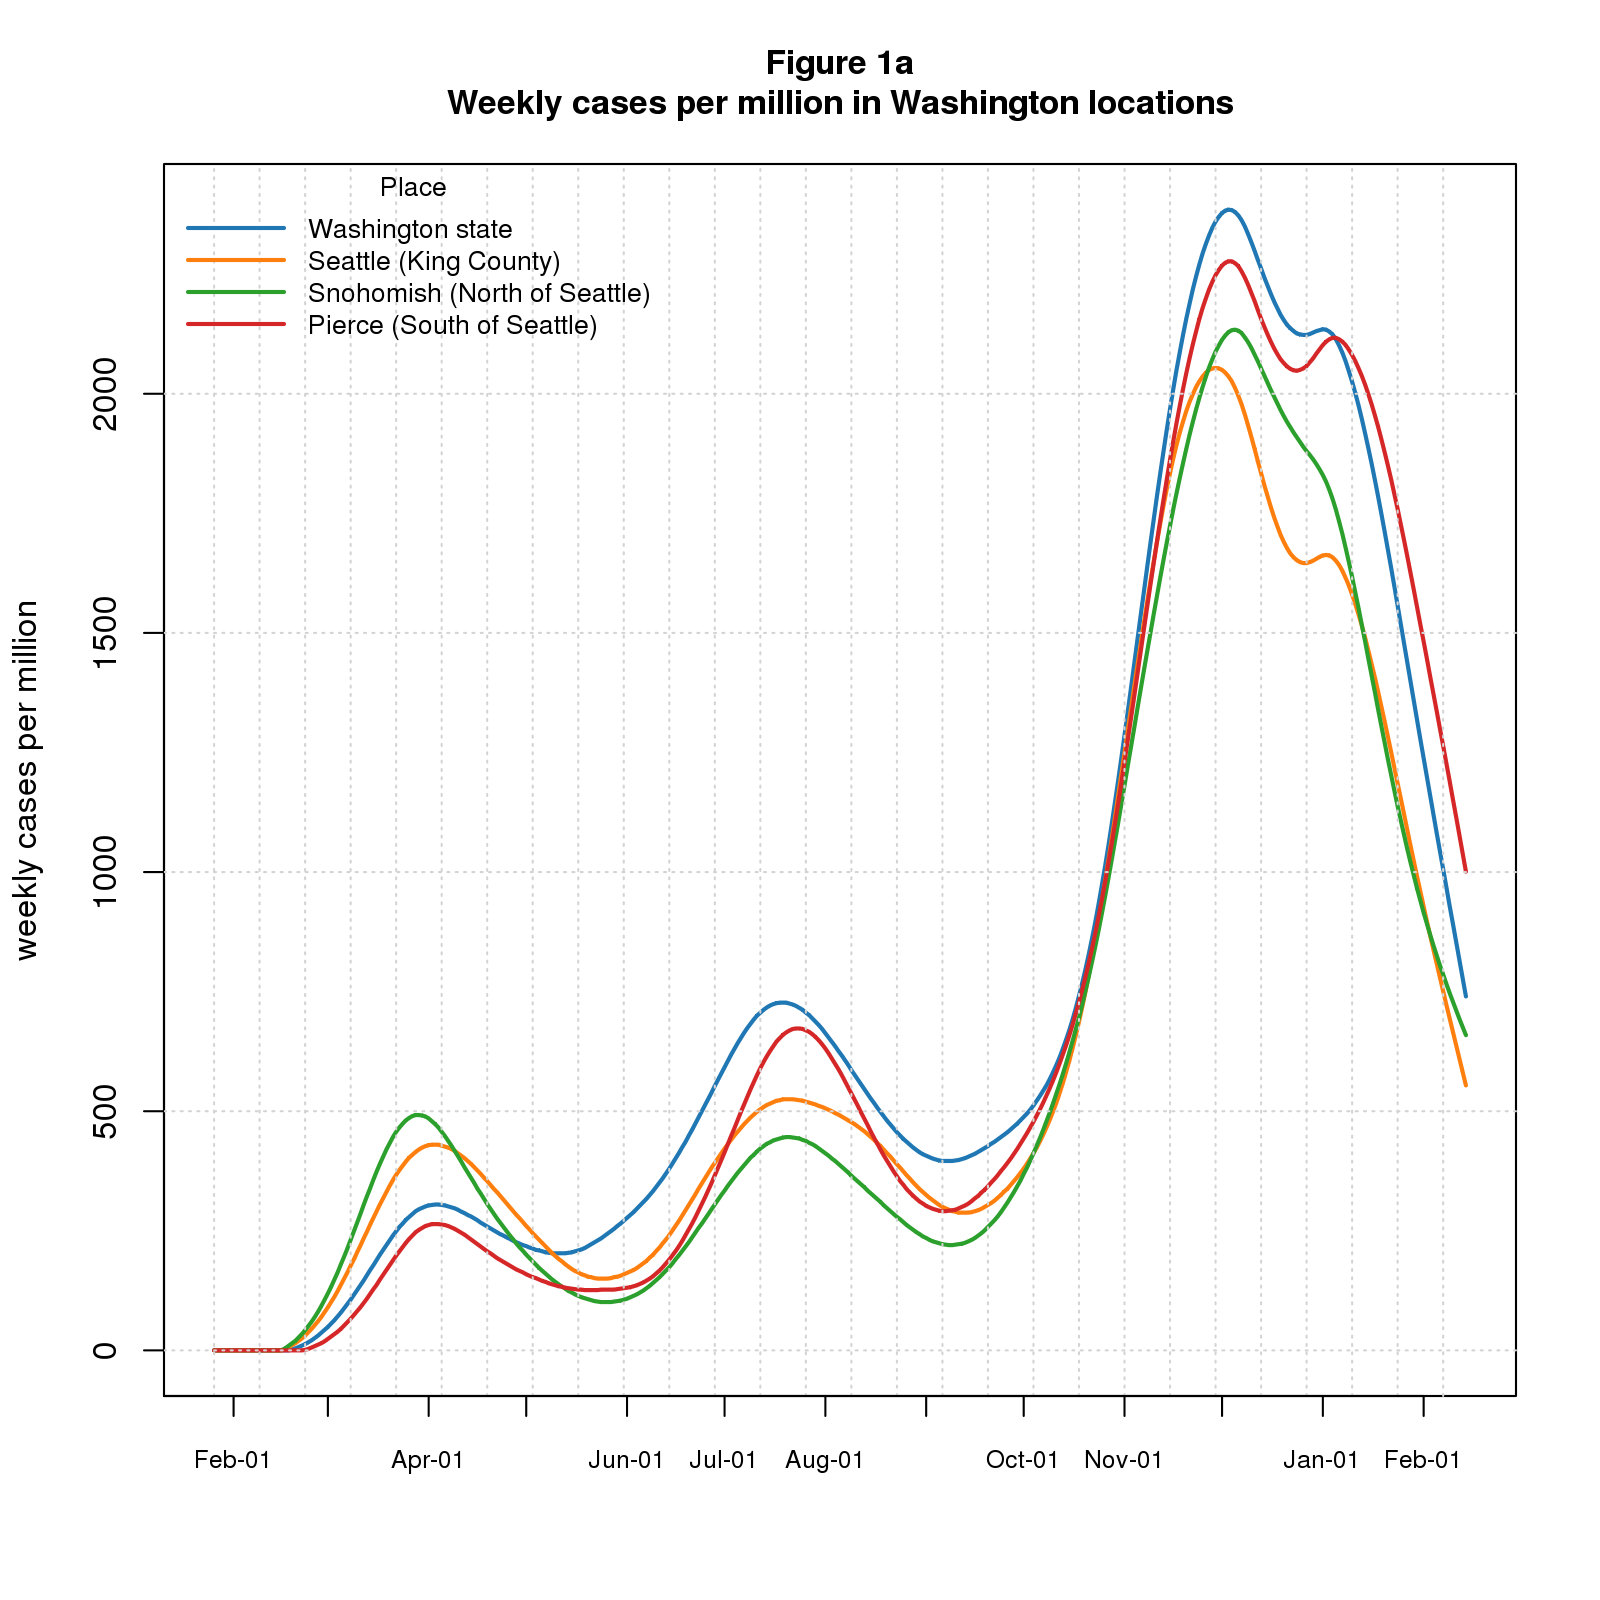 Figure 1a
Weekly cases per million in Washington locations
Place
Washington state
Seattle (King County)
Snohomish (North of Seattle)
Pierce (South of Seattle)
weekly cases per million
2000
1500
1000
500
0
Feb-01 Apr-01 Jun-01 Jul-01 Aug-01 Oct-01 Nov-01 Jan-01 Feb-01